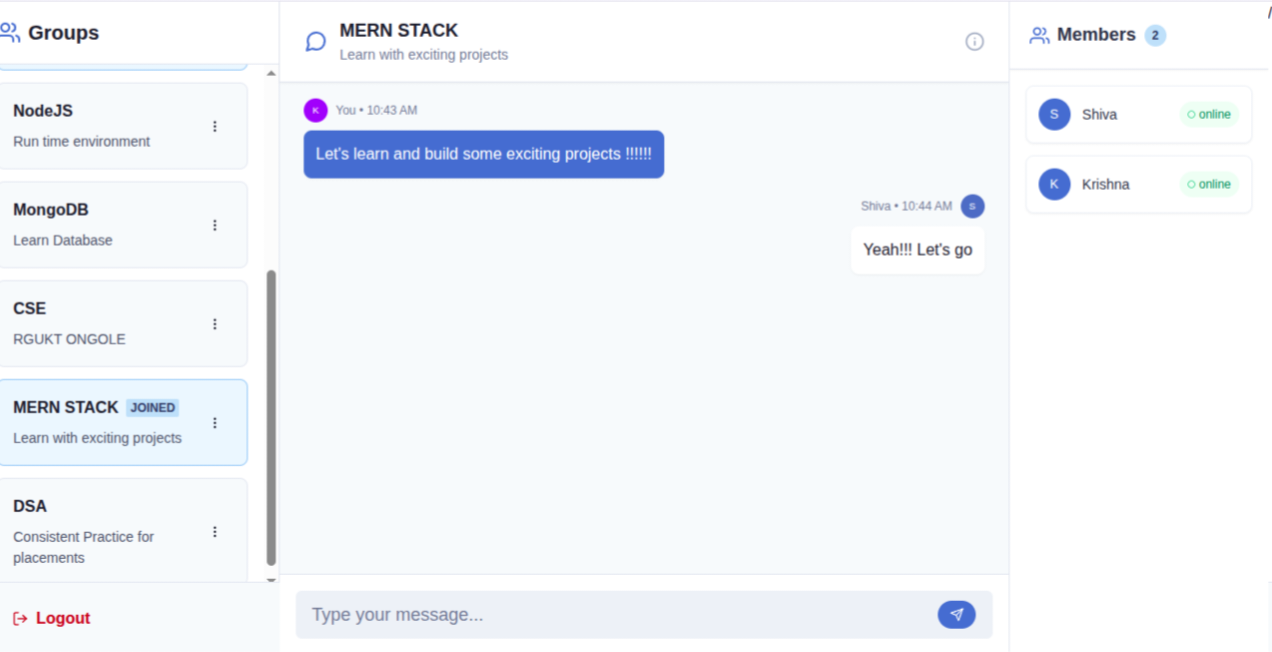 Groups
NodeJS
Run time environment
MongoDB
Learn Database
CSE
RGUKT ONGOLE
MERN STACK JOINED
Learn with exciting projects
DSA
Consistent Practice for
placements
Logout
MERN STACK
Learn with exciting projects
K You • 10:43 AM
Let's learn and build some exciting projects !!!!!!
Shiva • 10:44 AM S
Yeah!!! Let's go
Type your message...
Members 2
S Shiva online
K Krishna online